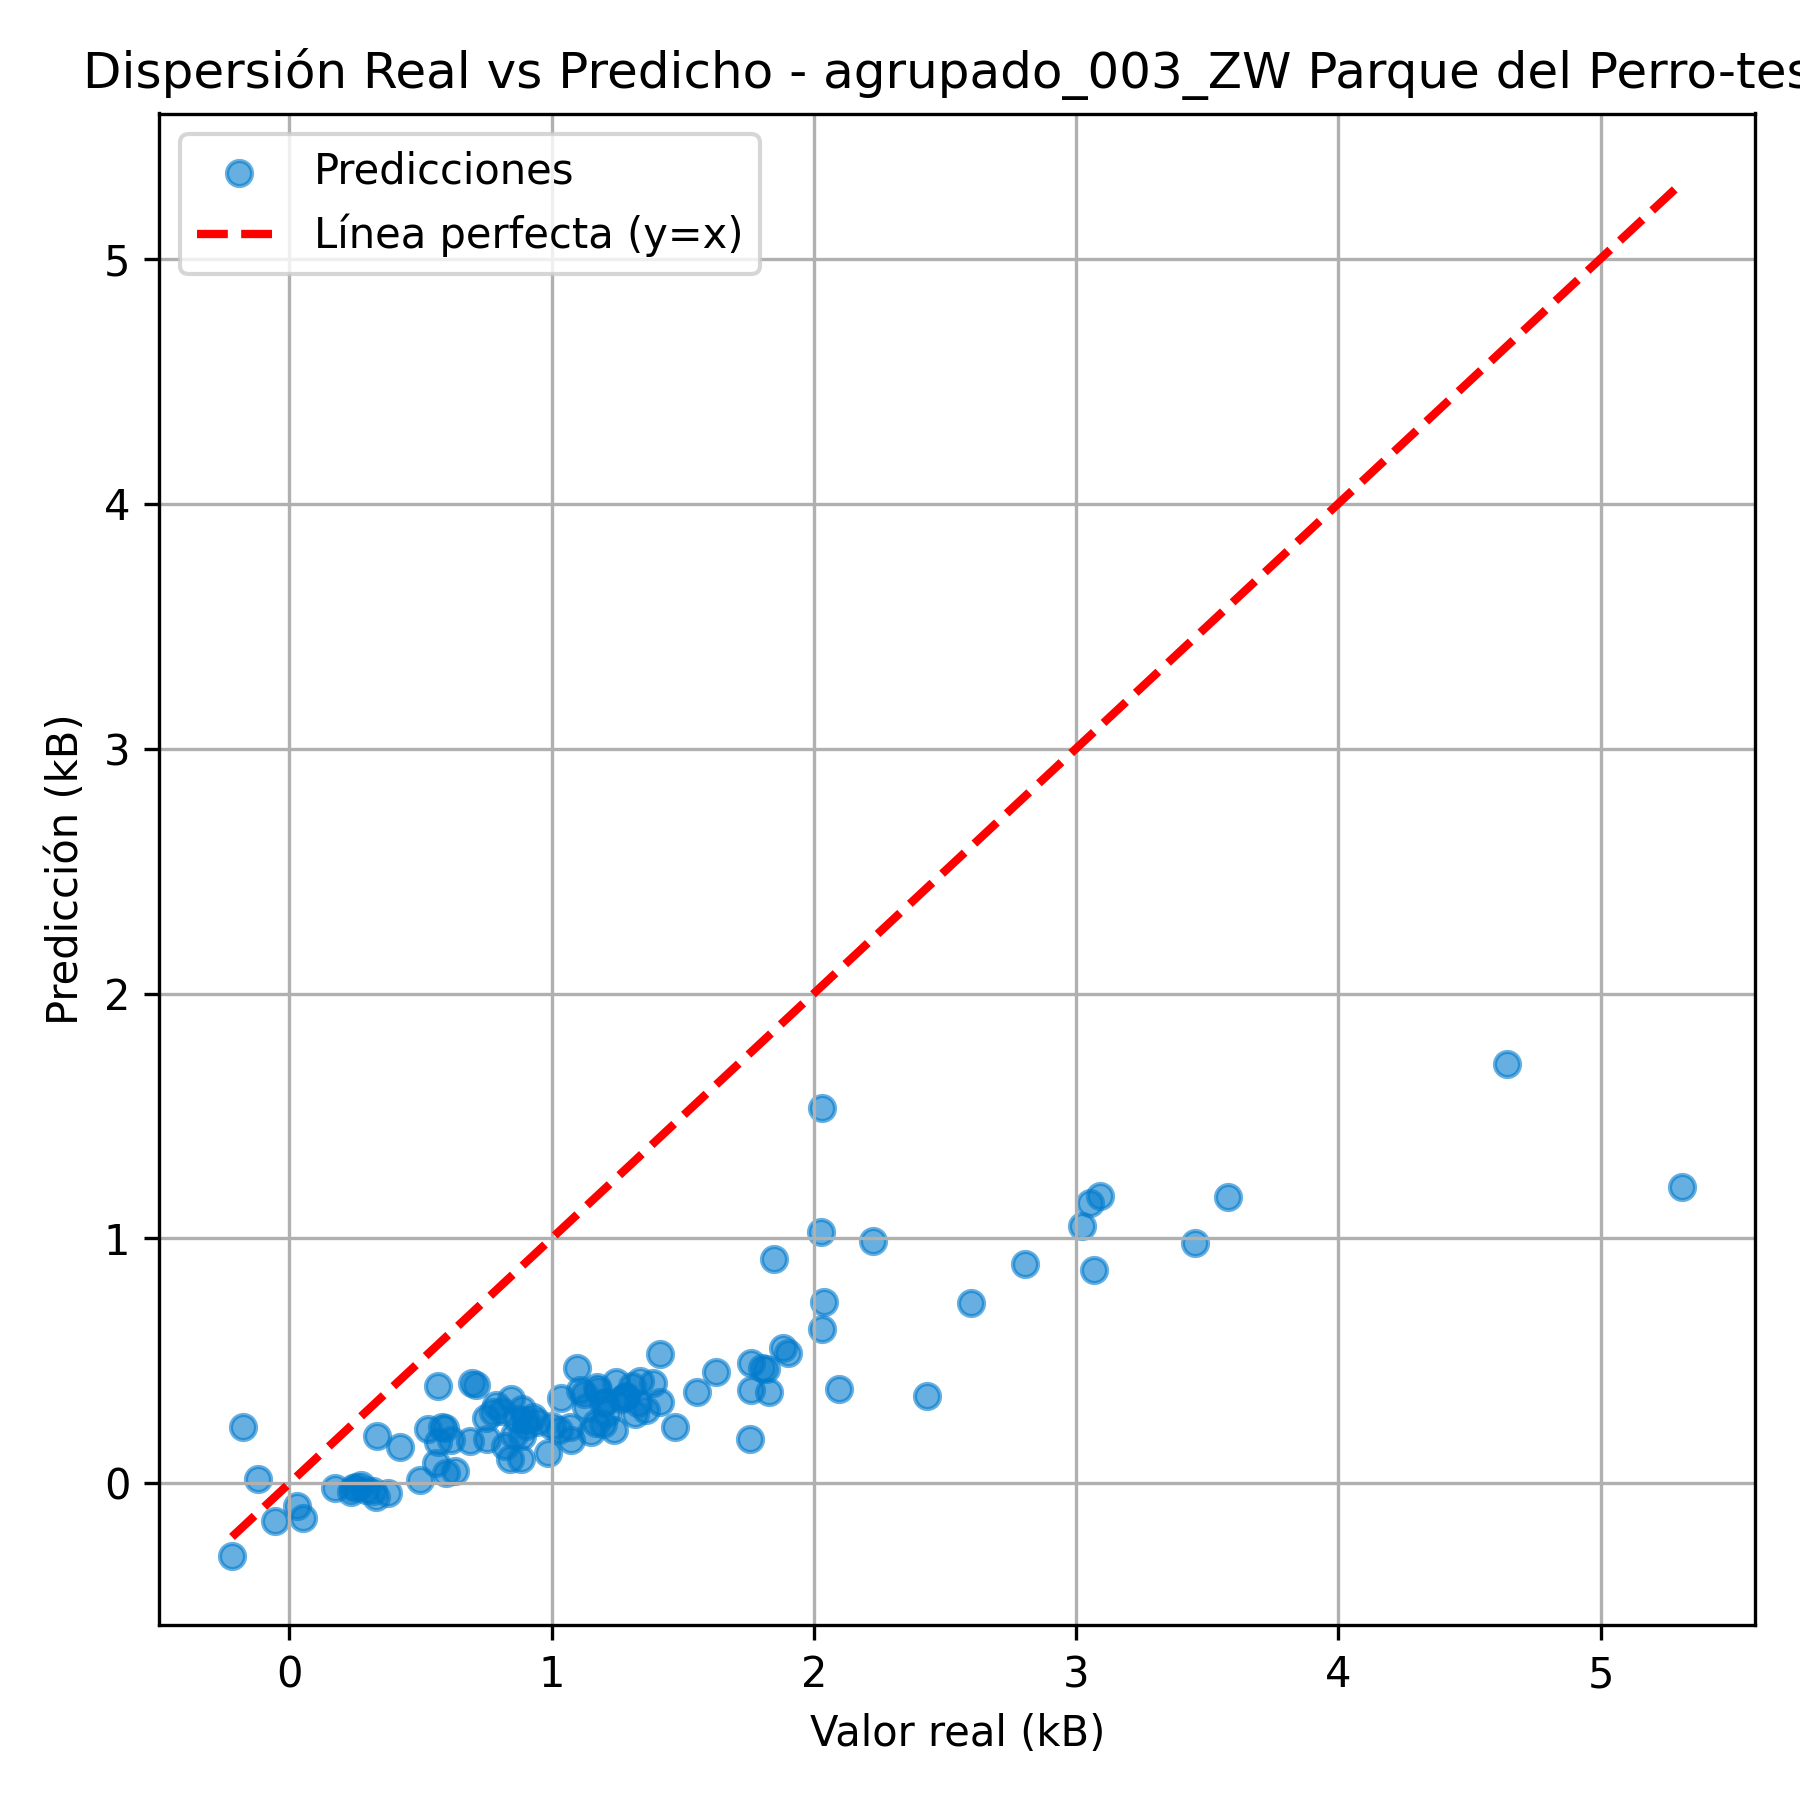 Dispersión Real vs Predicho - agrupado_003_ZW Parque del Perro-tes
Predicciones
Línea perfecta (y=x)
5
4
3
2
1
0
Predicción (kB)
0 1 2 3 4 5
Valor real (kB)